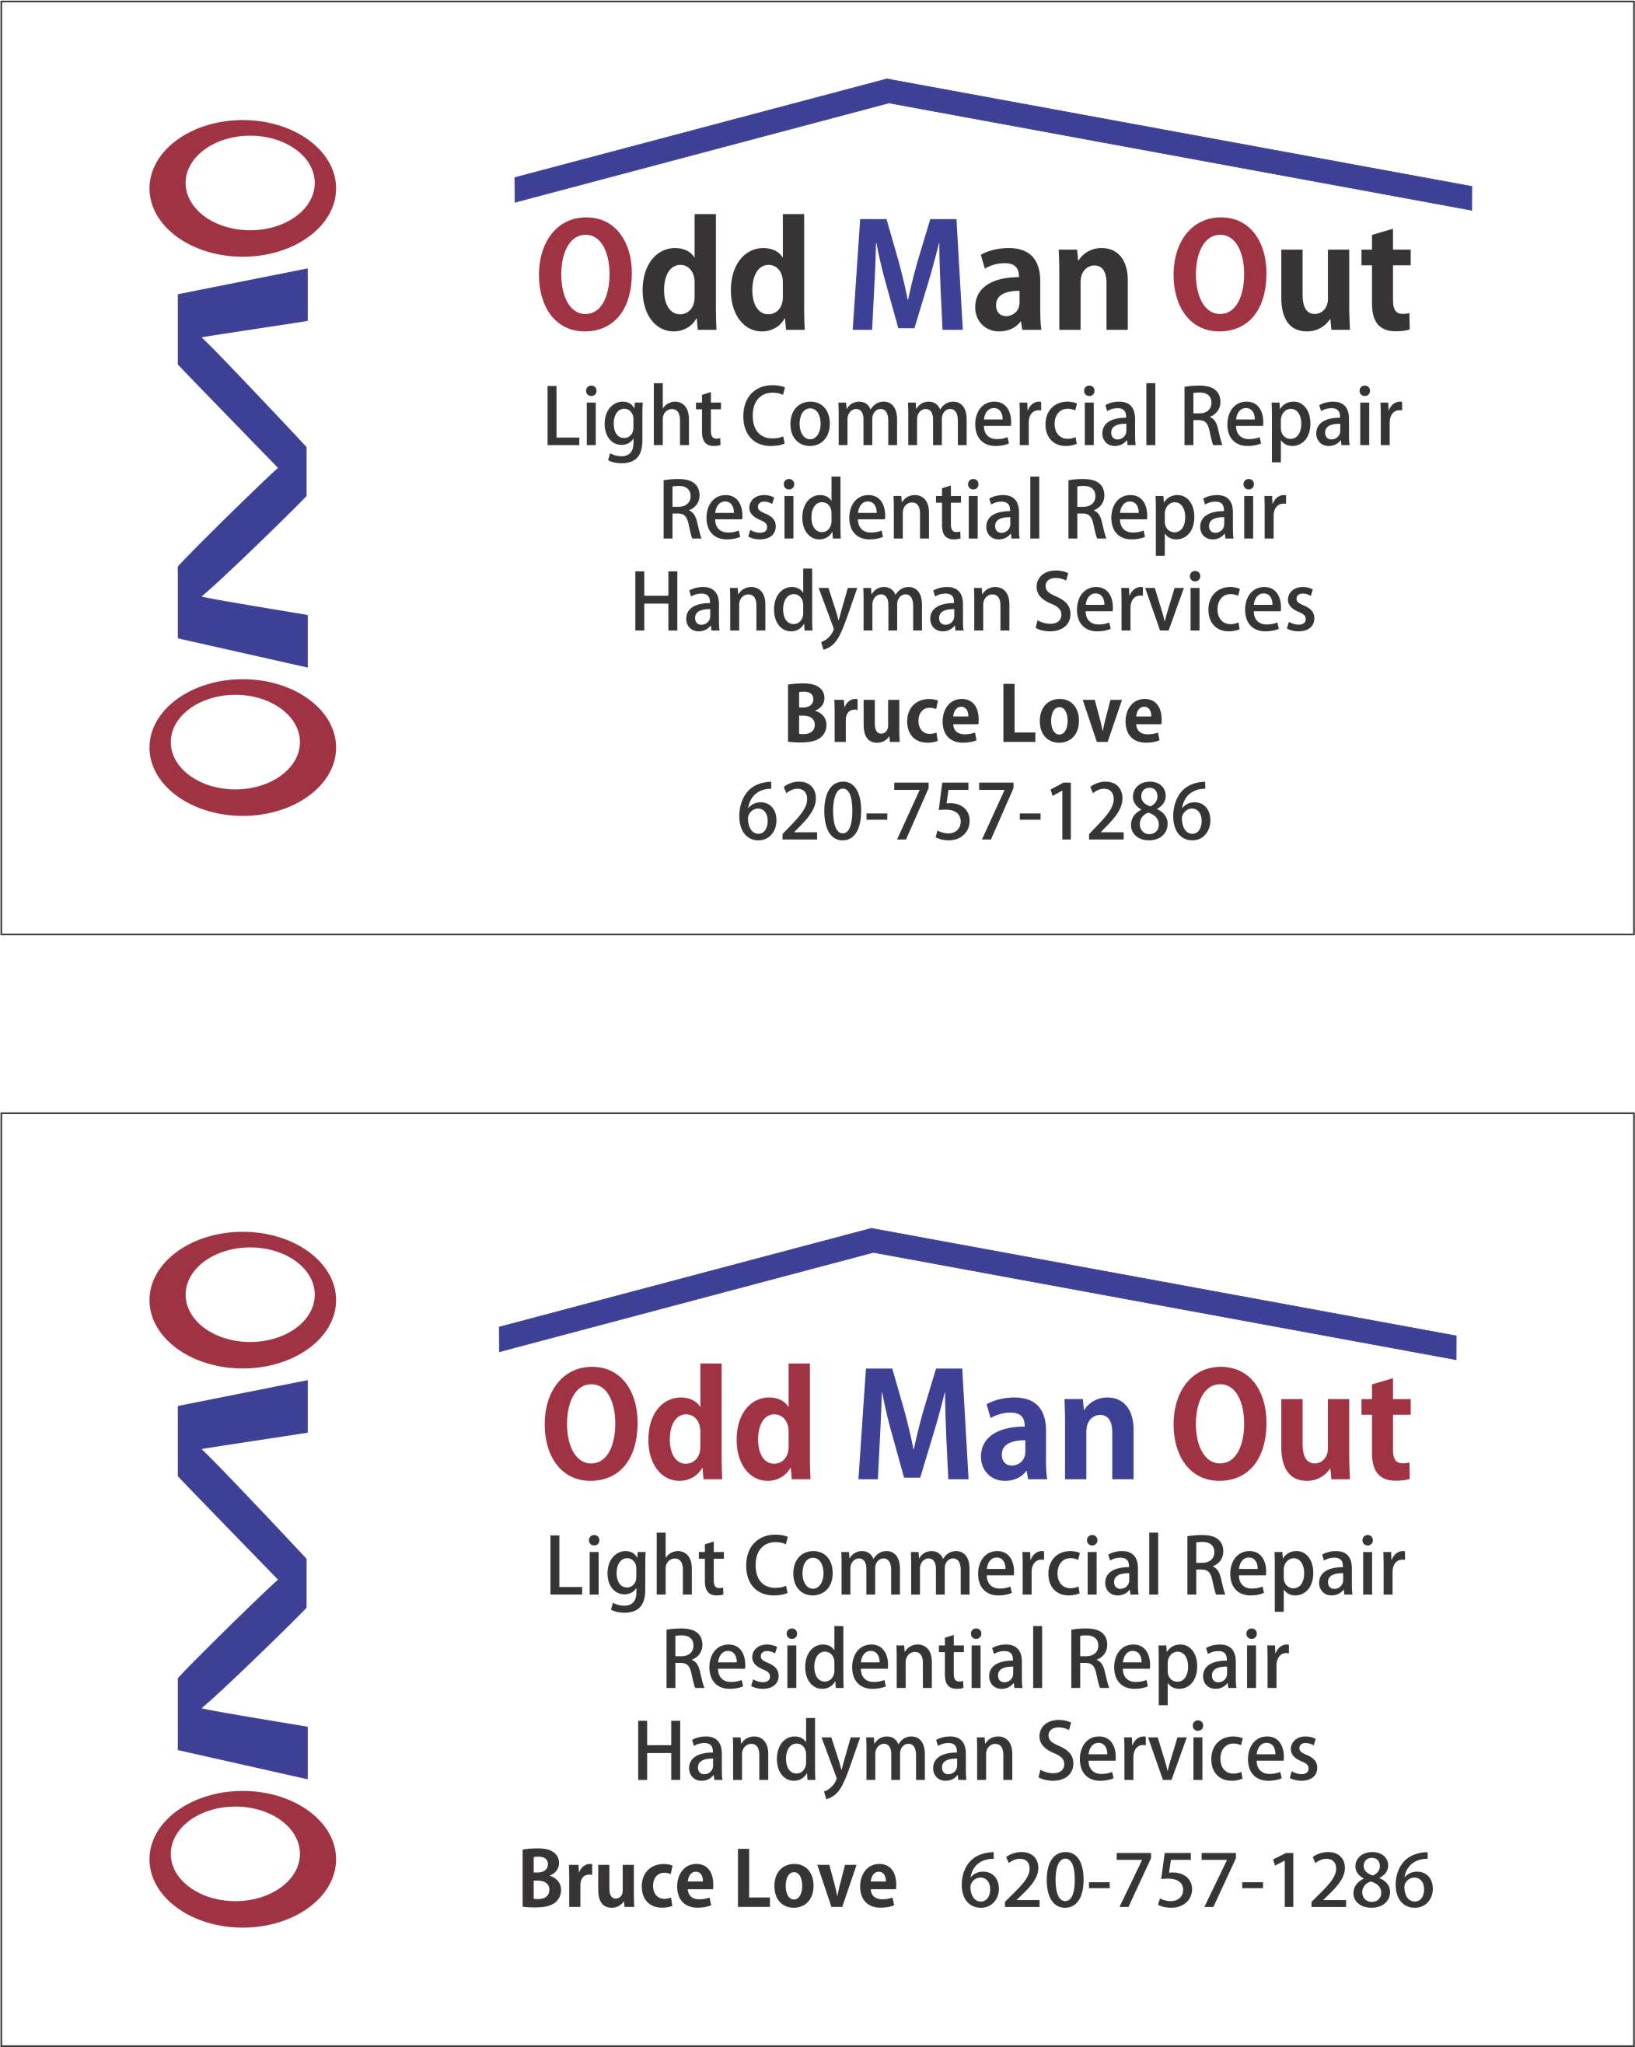 OMO
Odd Man Out
Light Commercial Repair
Residential Repair
Handyman Services
Bruce Love
620-757-1286
OMO
Odd Man Out
Light Commercial Repair
Residential Repair
Handyman Services
Bruce Love 620-757-1286